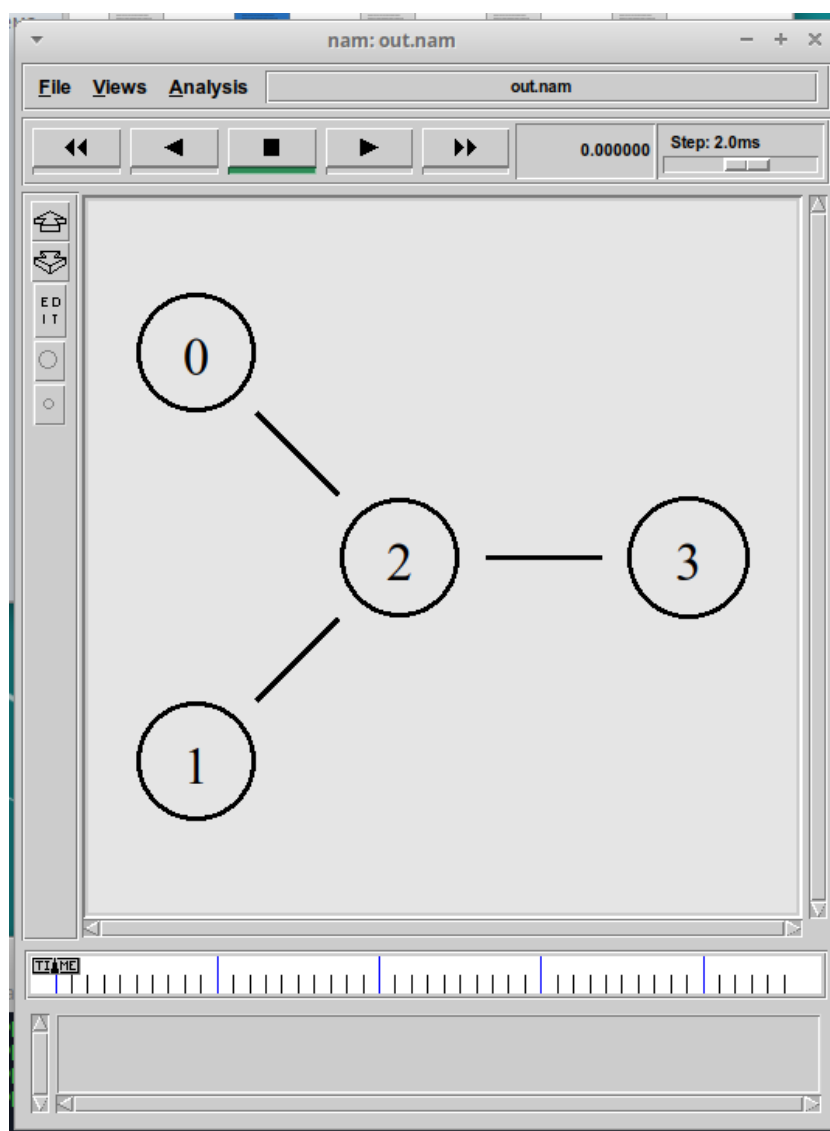 nam: out.nam
File Views Analysis out.nam
0.000000 Step: 2.0ms
E D
I T
0
2 3
1
TIME